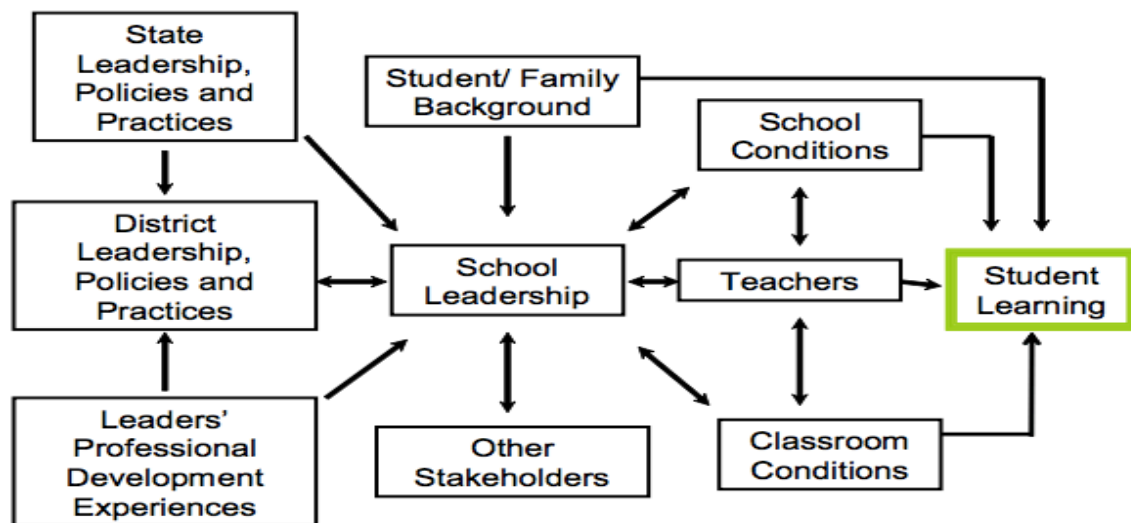 State
Leadership,
Policies and
Practices
Student/ Family
Background
School
Conditions
District
Leadership,
Policies and
Practices
School
Leadership
Teachers
Student
Learning
Leaders’
Professional
Development
Experiences
Other
Stakeholders
Classroom
Conditions